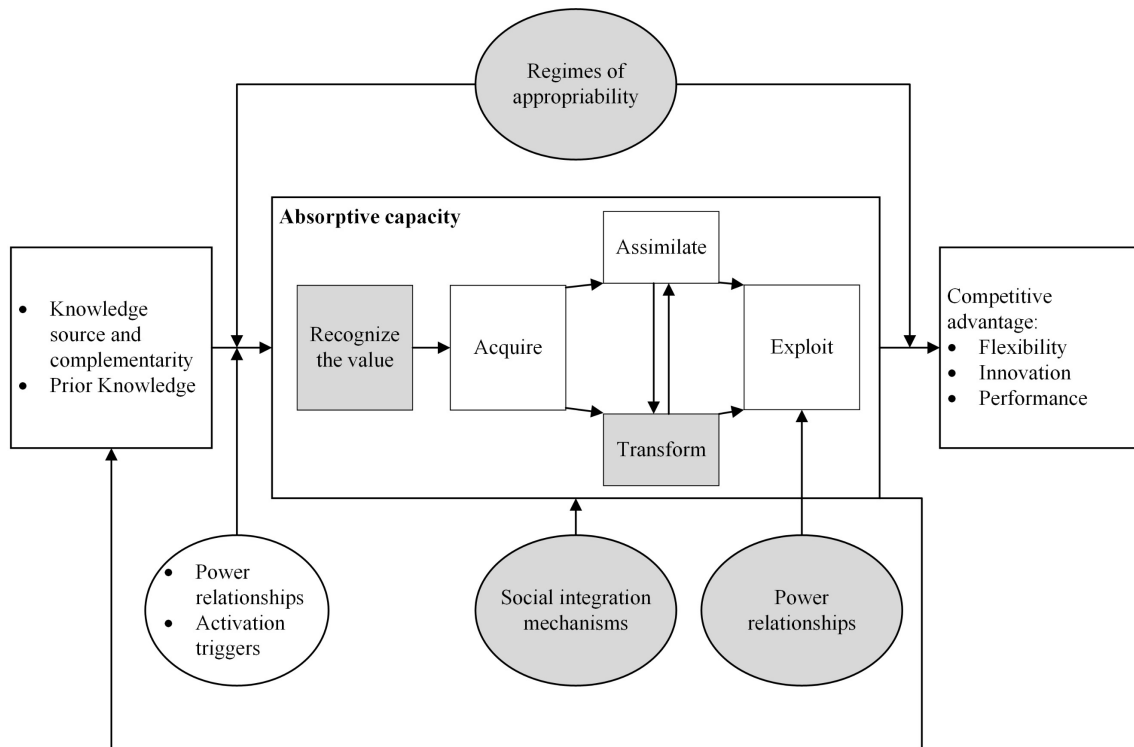 Regimes of
appropriability
Absorptive capacity
Assimilate
Knowledge
source and
complementarity
Prior Knowledge
Recognize
the value
Acquire
Exploit
Transform
Competitive
advantage:
Flexibility
Innovation
Performance
Power
relationships
Activation
triggers
Social integration
mechanisms
Power
relationships